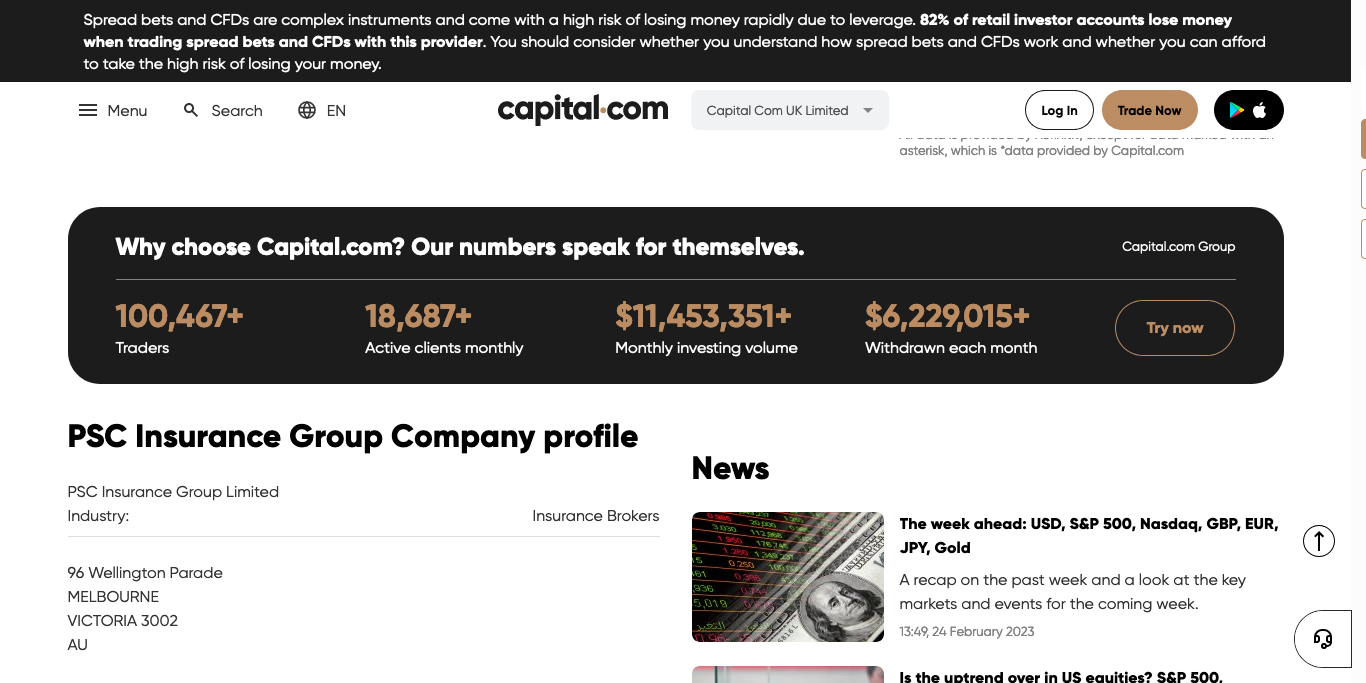 Spread bets and CFDs are complex instruments and come with a high risk of losing money rapidly due to leverage. 82% of retail investor accounts lose money
when trading spread bets and CFDs with this provider. You should consider whether you understand how spread bets and CFDs work and whether you can afford
to take the high risk of losing your money.
Menu
Search
EN
capital.com
Capital Com UK Limited
Log In
Trade Now
asterisk, which is *data provided by Capital.com
Why choose Capital.com? Our numbers speak for themselves.
Capital.com Group
100,467+
Traders
18,687+
Active clients monthly
$11,453,351+
Monthly investing volume
$6,229,015+
Withdrawn each month
Try now
PSC Insurance Group Company profile
PSC Insurance Group Limited
Industry: Insurance Brokers
96 Wellington Parade
MELBOURNE
VICTORIA 3002
AU
News
The week ahead: USD, S&P 500, Nasdaq, GBP, EUR,
JPY, Gold
A recap on the past week and a look at the key
markets and events for the coming week.
13:49, 24 February 2023
Is the uptrend over in US equities? S&P 500,